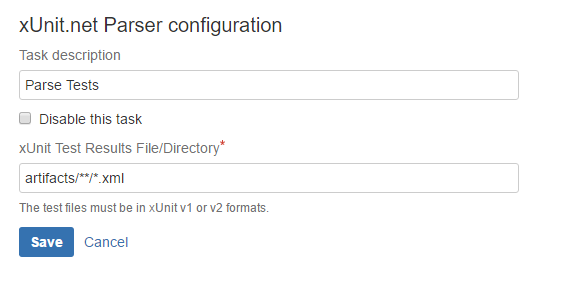 xUnit.net Parser configuration
Task description
Parse Tests
Disable this task
xUnit Test Results File/Directory*
artifacts/**/*.xml
The test files must be in xUnit v1 or v2 formats.
Save Cancel